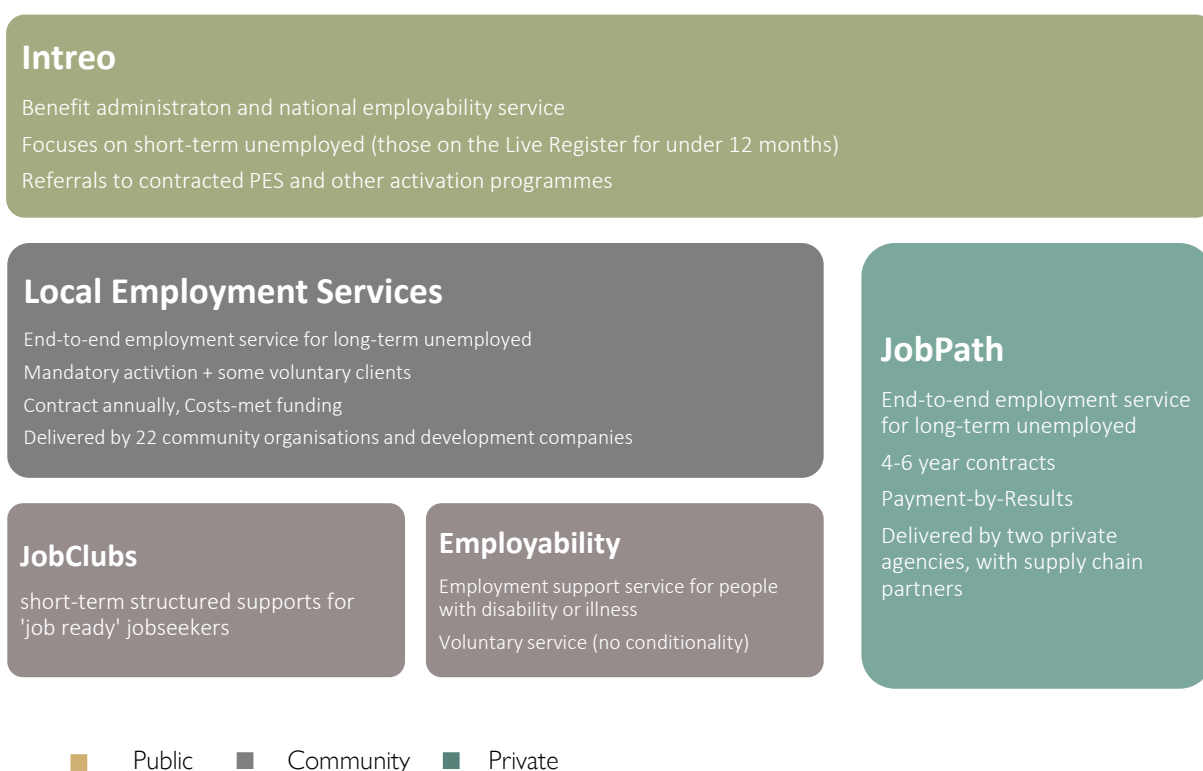 Intreo
Benefit administraton and national employability service
Focuses on short-term unemployed (those on the Live Register for under 12 months)
Referrals to contracted PES and other activation programmes
Local Employment Services
End-to-end employment service for long-term unemployed
Mandatory activtion + some voluntary clients
Contract annually, Costs-met funding
Delivered by 22 community organisations and development companies
JobClubs
short-term structured supports for
'job ready' jobseekers
Employability
Employment support service for people
with disability or illness
Voluntary service (no conditionality)
JobPath
End-to-end employment service
for long-term unemployed
4-6 year contracts
Payment-by-Results
Delivered by two private
agencies, with supply chain
partners
Public Community Private